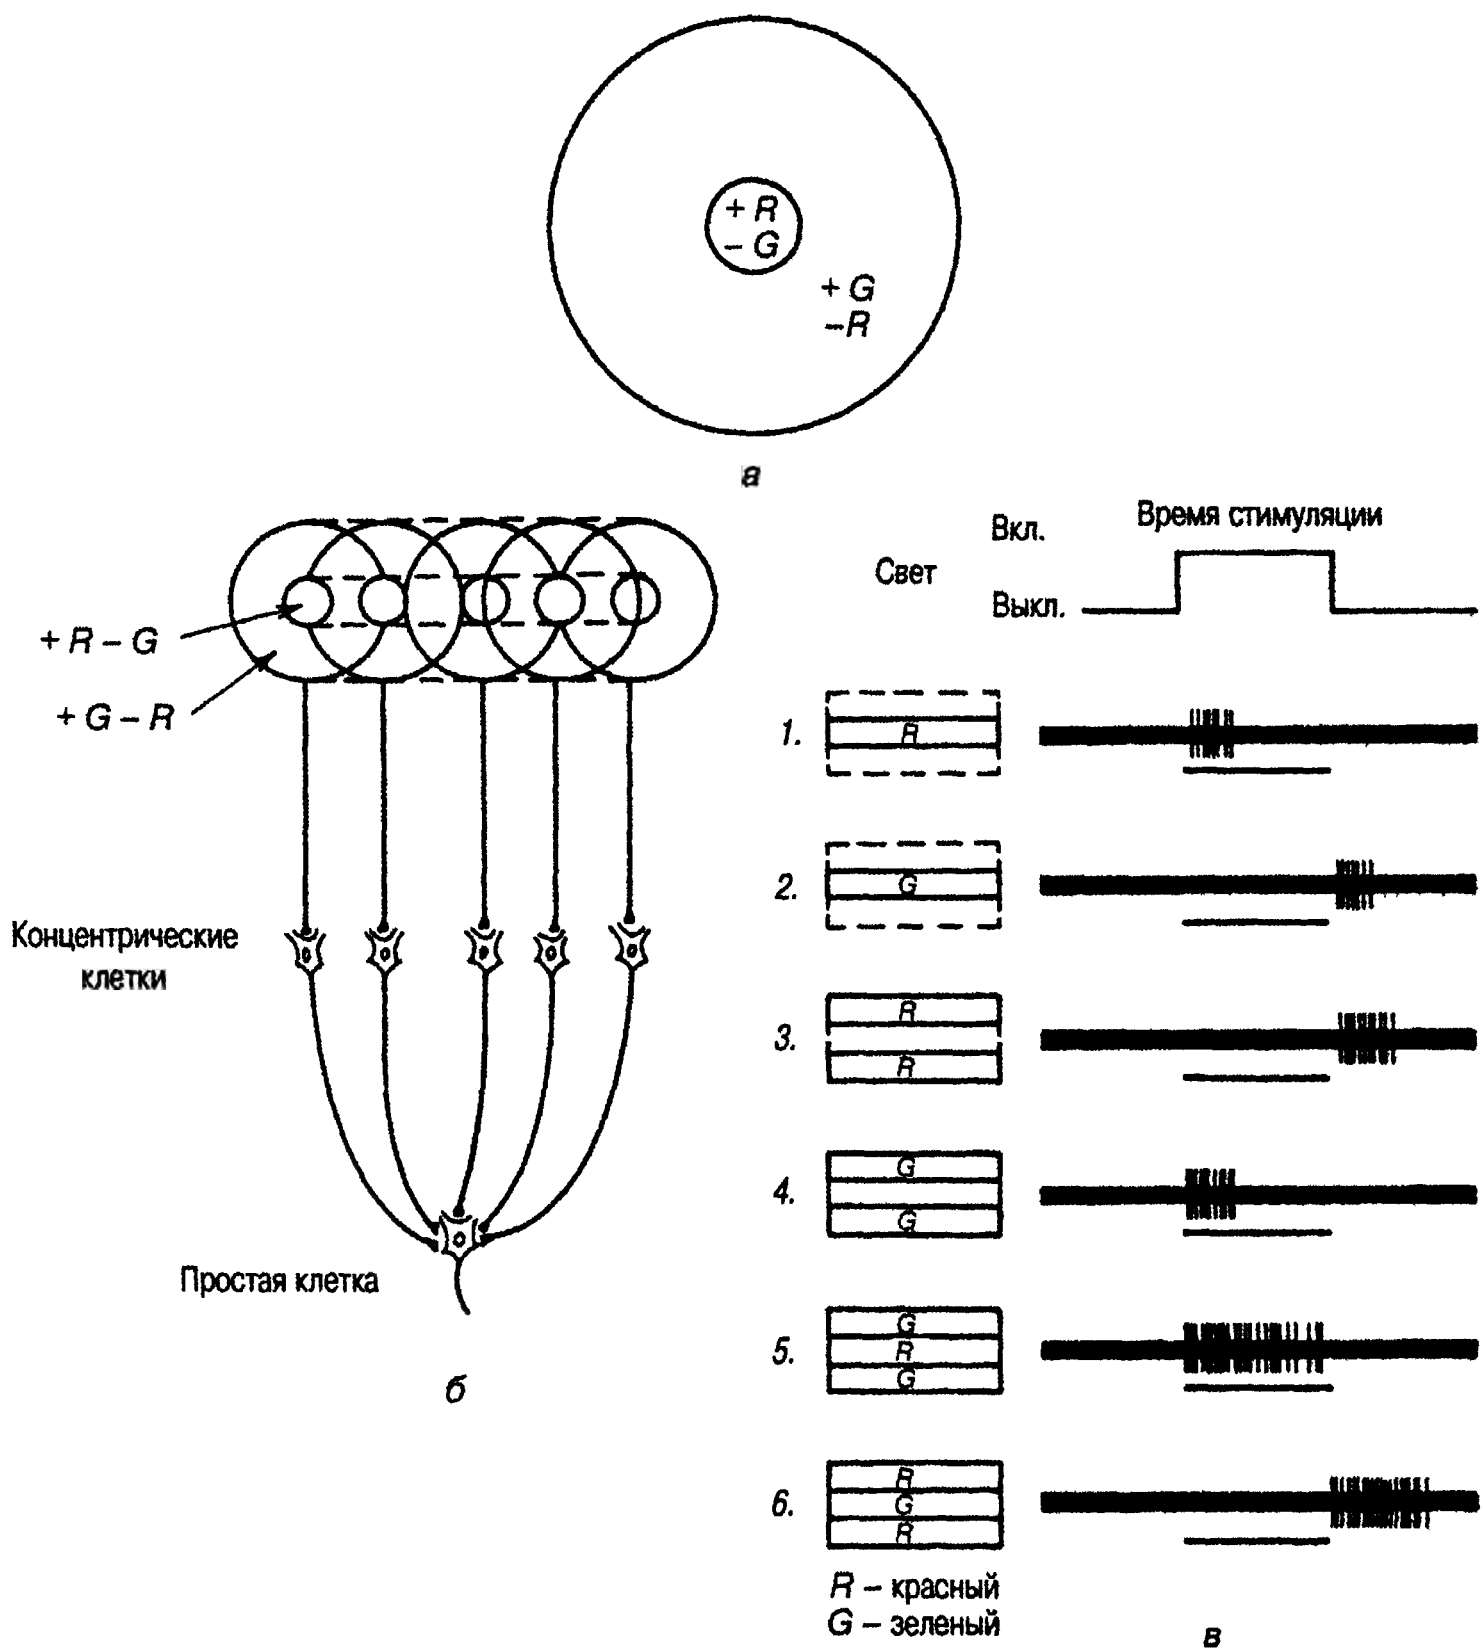 + R
– G
+ G
–R
а
+ R – G
+ G – R
Концентрические
клетки
Простая клетка
б
Свет
Вкл.
Выкл.
Время стимуляции
1.
R
2.
G
3.
R
R
4.
G
G
5.
G
R
G
6.
R
G
R
R – красный
G – зеленый
в